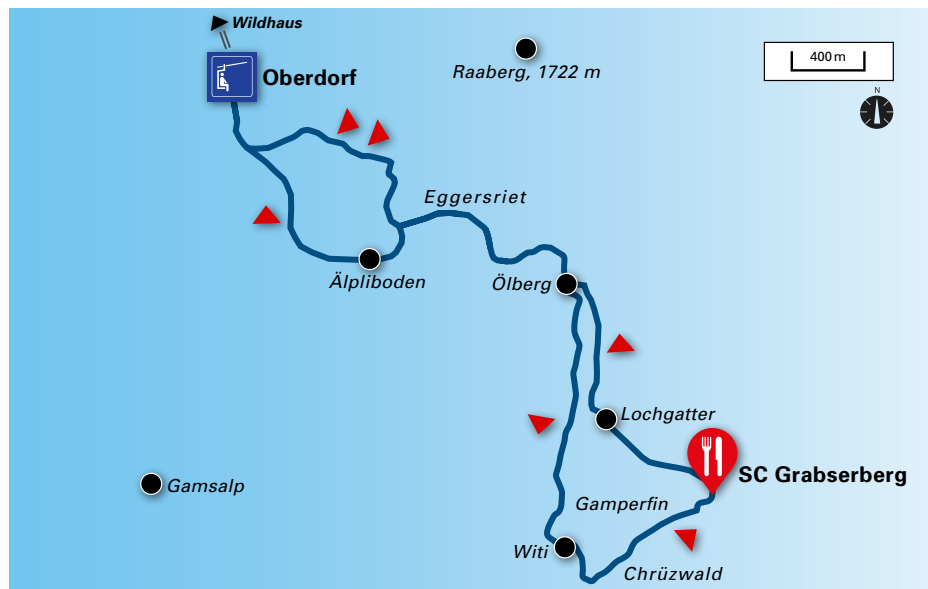 Wildhaus
Oberdorf
Raaberg, 1722 m
400 m
N
Eggersriet
Älpliboden
Ölberg
Lochgatter
SC Grabserberg
Gamsalp
Gamperfin
Witi
Chrüzwald